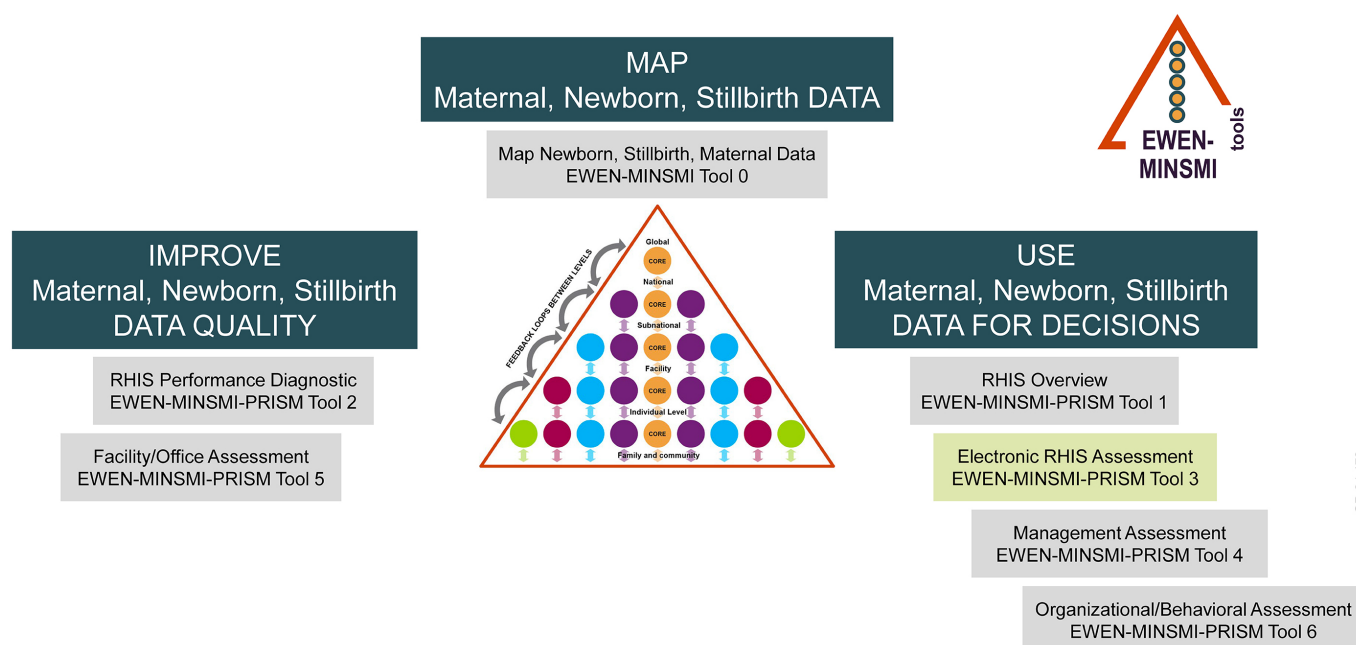 MAP
Maternal, Newborn, Stillbirth DATA
Map Newborn, Stillbirth, Maternal Data
EWEN-MINSMI Tool 0
EWEN-
MINSMI
tools
IMPROVE
Maternal, Newborn, Stillbirth
DATA QUALITY
RHIS Performance Diagnostic
EWEN-MINSMI-PRISM Tool 2
Facility/Office Assessment
EWEN-MINSMI-PRISM Tool 5
FEEDBACK LOOPS BETWEEN LEVELS
Global
CORE
National
CORE
Subnational
CORE
Facility
CORE
Individual Level
CORE
Family and community
USE
Maternal, Newborn, Stillbirth
DATA FOR DECISIONS
RHIS Overview
EWEN-MINSMI-PRISM Tool 1
Electronic RHIS Assessment
EWEN-MINSMI-PRISM Tool 3
Management Assessment
EWEN-MINSMI-PRISM Tool 4
Organizational/Behavioral Assessment
EWEN-MINSMI-PRISM Tool 6